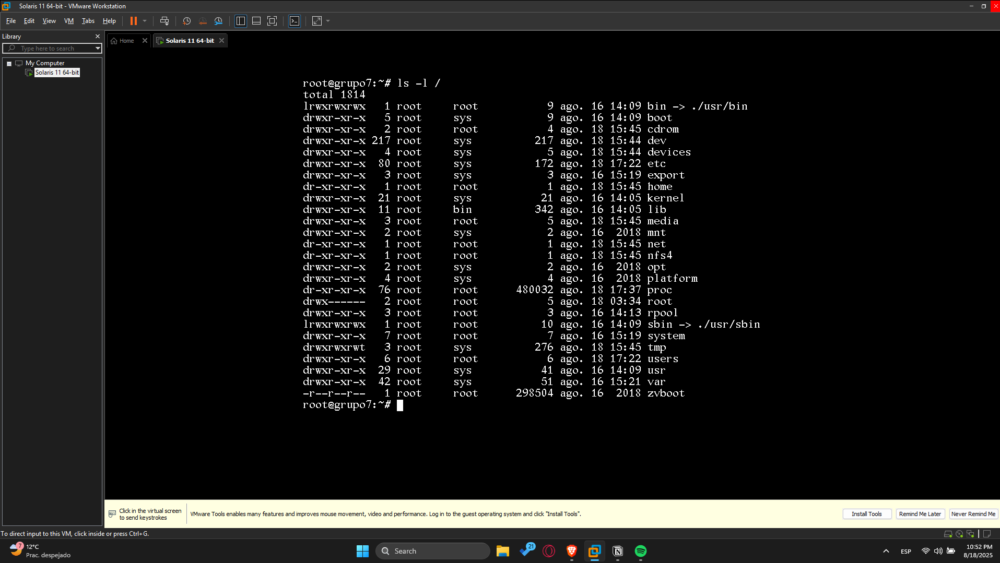 Solaris 11 64-bit - VMware Workstation
File Edit View VM Tabs Help
Library
Home
Solaris 11 64-bit
Type here to search
My Computer
Solaris 11 64-bit
root@grupo7:~# ls -l /
total 1814
lrwxrwxrwx 1 root root 9 ago. 16 14:09 bin -> ./usr/bin
drwxr-xr-x 5 root sys 9 ago. 16 14:09 boot
drwxr-xr-x 2 root root 4 ago. 18 15:45 cdrom
drwxr-xr-x 217 root sys 217 ago. 18 15:44 dev
drwxr-xr-x 4 root sys 5 ago. 18 15:44 devices
drwxr-xr-x 80 root sys 172 ago. 18 17:22 etc
drwxr-xr-x 3 root sys 3 ago. 16 15:19 export
dr-xr-xr-x 1 root root 1 ago. 18 15:45 home
drwxr-xr-x 21 root sys 21 ago. 16 14:05 kernel
drwxr-xr-x 11 root bin 342 ago. 16 14:05 lib
drwxr-xr-x 3 root root 5 ago. 18 15:45 media
drwxr-xr-x 2 root sys 2 ago. 16 2018 mnt
dr-xr-xr-x 1 root root 1 ago. 18 15:45 net
dr-xr-xr-x 1 root root 1 ago. 18 15:45 nfs4
drwxr-xr-x 2 root sys 2 ago. 16 2018 opt
drwxr-xr-x 4 root sys 4 ago. 16 2018 platform
dr-xr-xr-x 76 root root 480032 ago. 18 17:37 proc
drwx------ 2 root root 5 ago. 18 03:34 root
drwxr-xr-x 3 root root 3 ago. 16 14:13 rpool
lrwxrwxrwx 1 root root 10 ago. 16 14:09 sbin -> ./usr/sbin
drwxr-xr-x 7 root root 7 ago. 16 15:19 system
drwxrwxrwt 3 root sys 276 ago. 18 15:45 tmp
drwxr-xr-x 6 root root 6 ago. 18 17:22 users
drwxr-xr-x 29 root sys 41 ago. 16 14:09 usr
drwxr-xr-x 42 root sys 51 ago. 16 15:21 var
-r--r--r-- 1 root root 298504 ago. 16 2018 zvboot
root@grupo7:~#
Click in the virtual screen
to send keystrokes
VMware Tools enables many features and improves mouse movement, video and performance. Log in to the guest operating system and click "Install Tools".
Install Tools
Remind Me Later
Never Remind Me
To direct input to this VM, click inside or press Ctrl+G.
7
12°C
Prac. despejado
Search
21
ESP
10:52 PM
8/18/2025